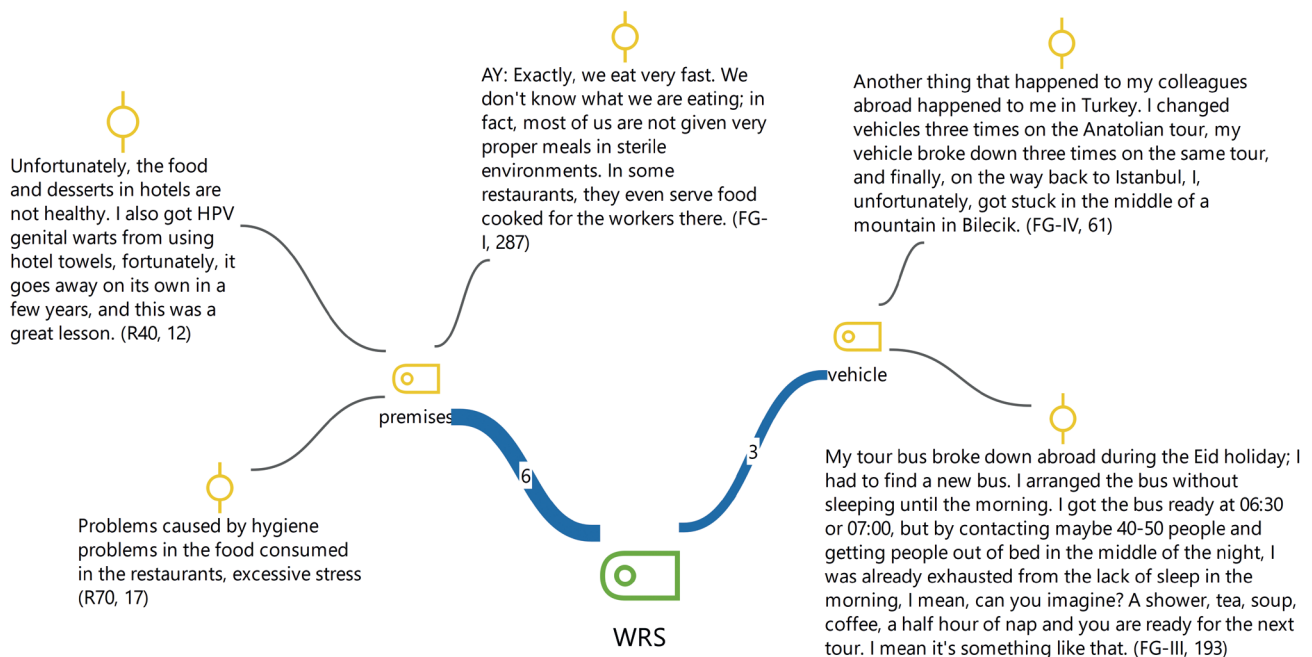 Unfortunately, the food
and desserts in hotels are
not healthy. I also got HPV
genital warts from using
hotel towels, fortunately, it
goes away on its own in a
few years, and this was a
great lesson. (R40, 12)
AY: Exactly, we eat very fast. We
don't know what we are eating; in
fact, most of us are not given very
proper meals in sterile
environments. In some
restaurants, they even serve food
cooked for the workers there. (FG-
I, 287)
Another thing that happened to my colleagues
abroad happened to me in Turkey. I changed
vehicles three times on the Anatolian tour, my
vehicle broke down three times on the same tour,
and finally, on the way back to Istanbul, I,
unfortunately, got stuck in the middle of a
mountain in Bilecik. (FG-IV, 61)
premises
vehicle
6
3
Problems caused by hygiene
problems in the food consumed
in the restaurants, excessive stress
(R70, 17)
My tour bus broke down abroad during the Eid holiday; I
had to find a new bus. I arranged the bus without
sleeping until the morning. I got the bus ready at 06:30
or 07:00, but by contacting maybe 40-50 people and
getting people out of bed in the middle of the night, I
was already exhausted from the lack of sleep in the
morning, I mean, can you imagine? A shower, tea, soup,
coffee, a half hour of nap and you are ready for the next
tour. I mean it's something like that. (FG-III, 193)
WRS